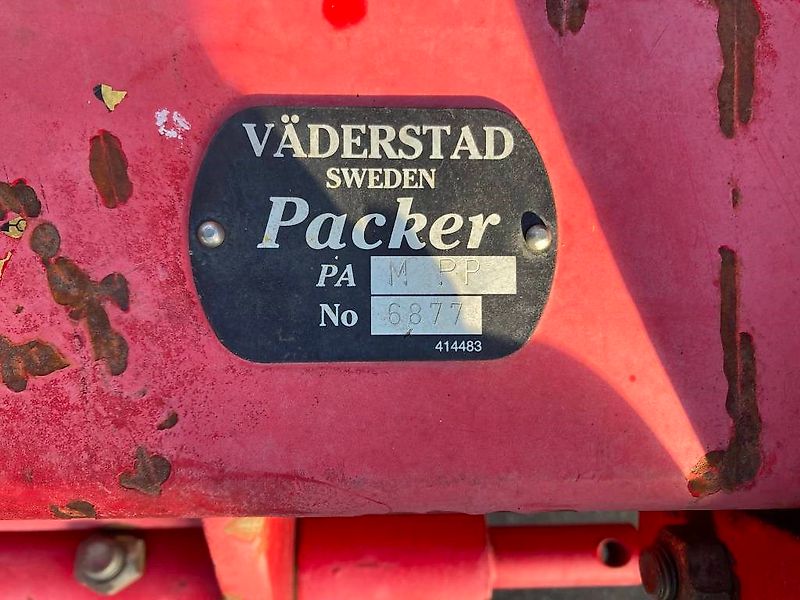 VÄDERSTAD
SWEDEN
Packer
PA M PP
No 6877
414483